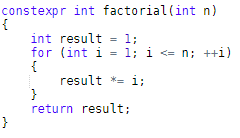 constexpr int factorial(int n)
{
    int result = 1;
    for (int i = 1; i <= n; ++i)
    {
        result *= i;
    }
    return result;
}